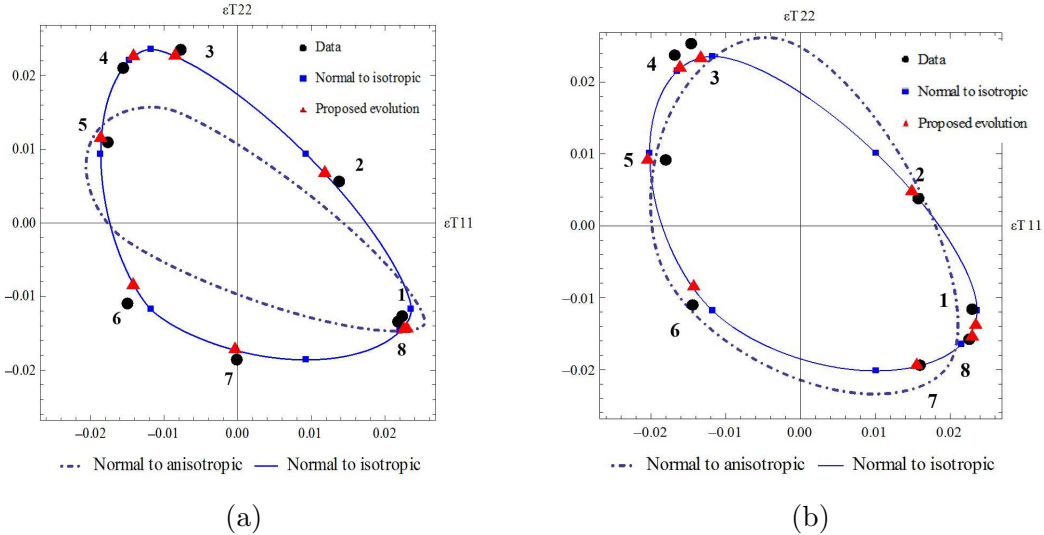 εT22
Data
Normal to isotropic
Proposed evolution
0.02
0.01
0.00
−0.01
−0.02
−0.02 −0.01 0.00 0.01 0.02
εT11
1
2
3
4
5
6
7
8
Normal to anisotropic Normal to isotropic
(a)
εT22
Data
Normal to isotropic
Proposed evolution
0.02
0.01
0.00
−0.01
−0.02
−0.02 −0.01 0.00 0.01 0.02
εT11
1
2
3
4
5
6
7
8
Normal to anisotropic Normal to isotropic
(b)